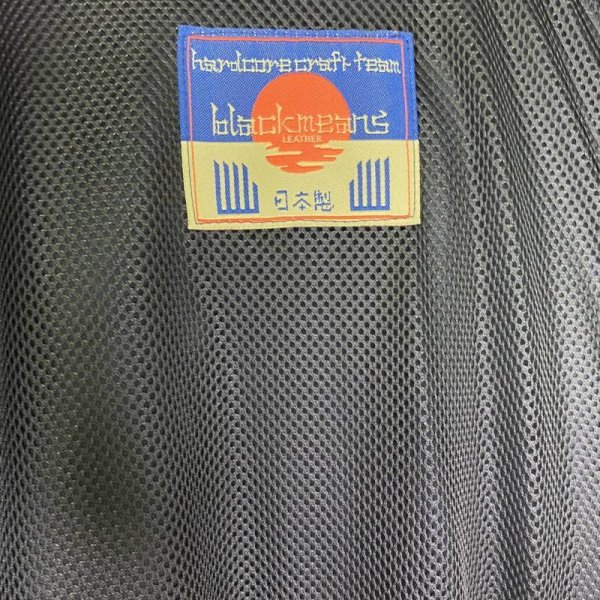 hardcore craft team
blackmeans
LEATHER
日本製